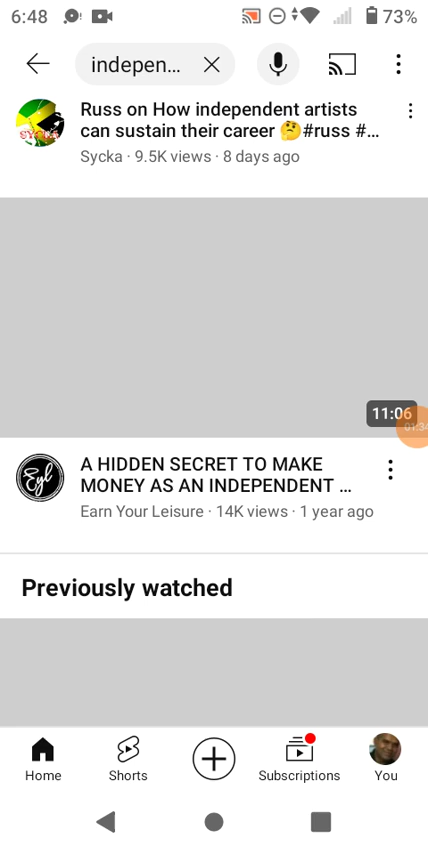 6:48
73%
indepen...
Russ on How independent artists
can sustain their career 🤔#russ #...
Sycka · 9.5K views · 8 days ago
11:06
01:34
A HIDDEN SECRET TO MAKE
MONEY AS AN INDEPENDENT ...
Earn Your Leisure · 14K views · 1 year ago
Previously watched
Home
Shorts
Subscriptions
You